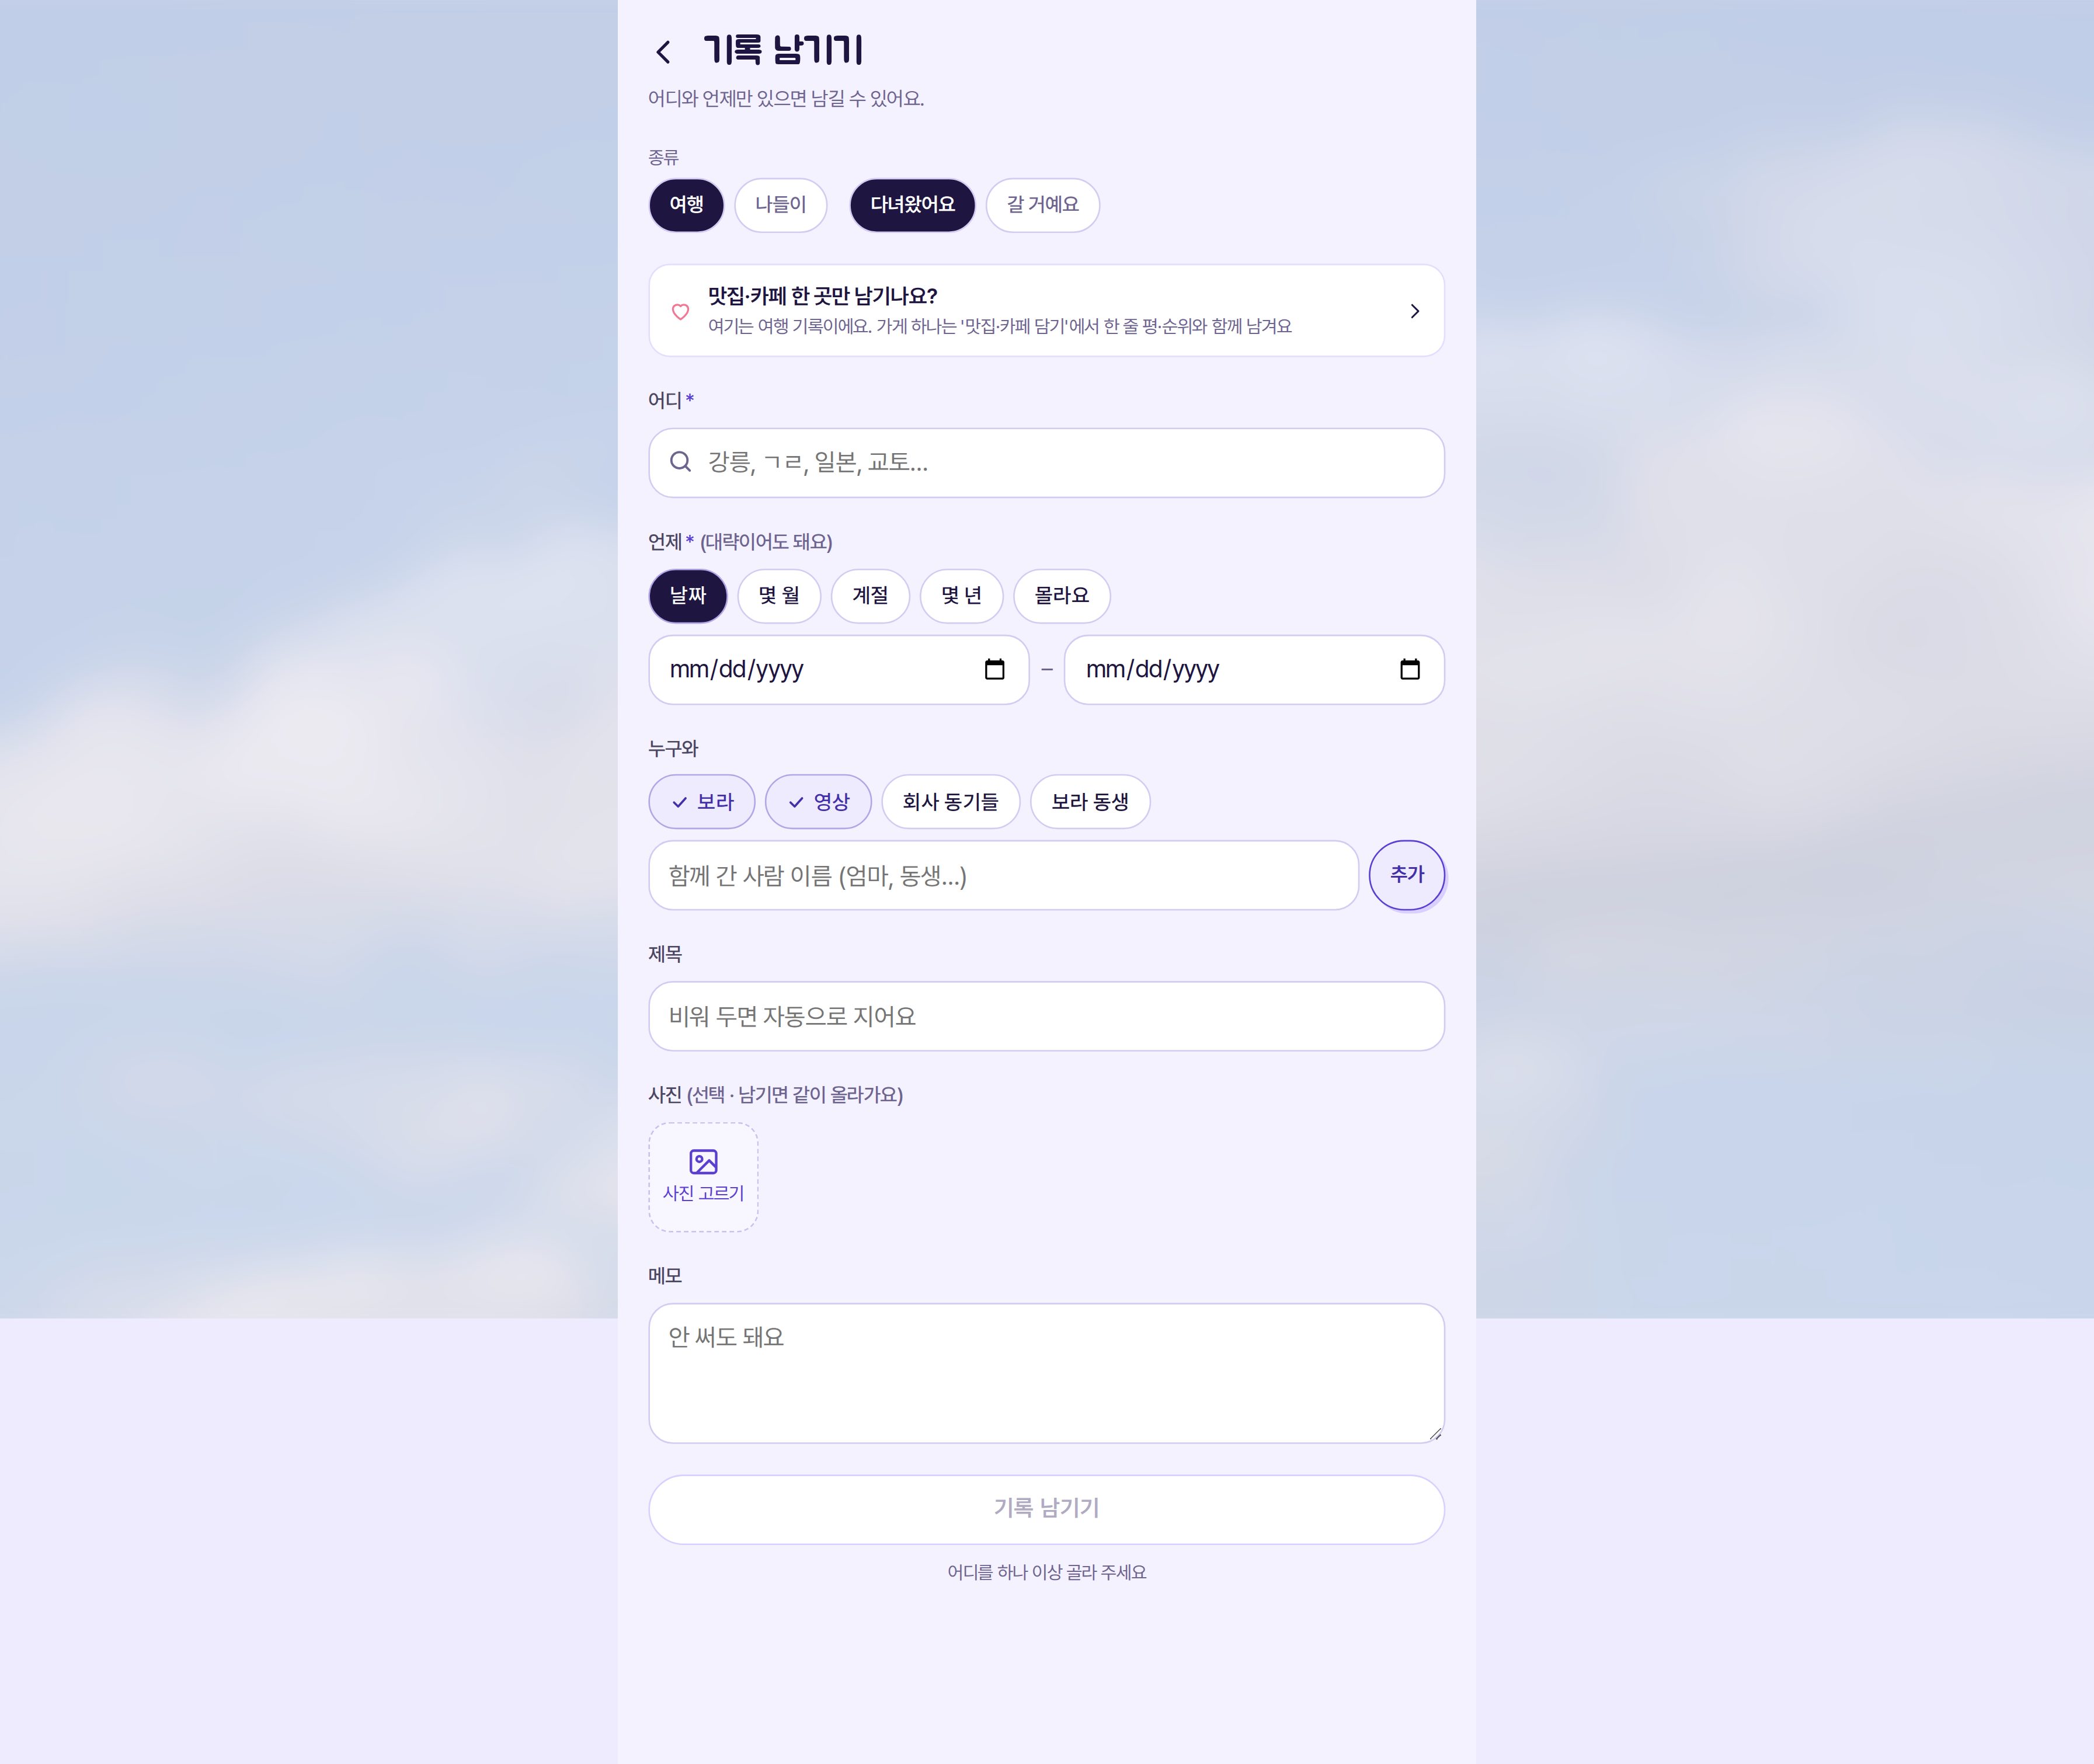 기록 남기기
어디와 언제만 있으면 남길 수 있어요.
종류
여행 나들이 다녀왔어요 갈 거예요
맛집·카페 한 곳만 남기나요?
여기는 여행 기록이에요. 가게 하나는 '맛집·카페 담기'에서 한 줄 평·순위와 함께 남겨요
어디 *
강릉, ㄱㄹ, 일본, 교토...
언제 * (대략이어도 돼요)
날짜 몇 월 계절 몇 년 몰라요
mm/dd/yyyy – mm/dd/yyyy
누구와
보라 영상 회사 동기들 보라 동생
함께 간 사람 이름 (엄마, 동생...) 추가
제목
비워 두면 자동으로 지어요
사진 (선택 · 남기면 같이 올라가요)
사진 고르기
메모
안 써도 돼요
기록 남기기
어디를 하나 이상 골라 주세요